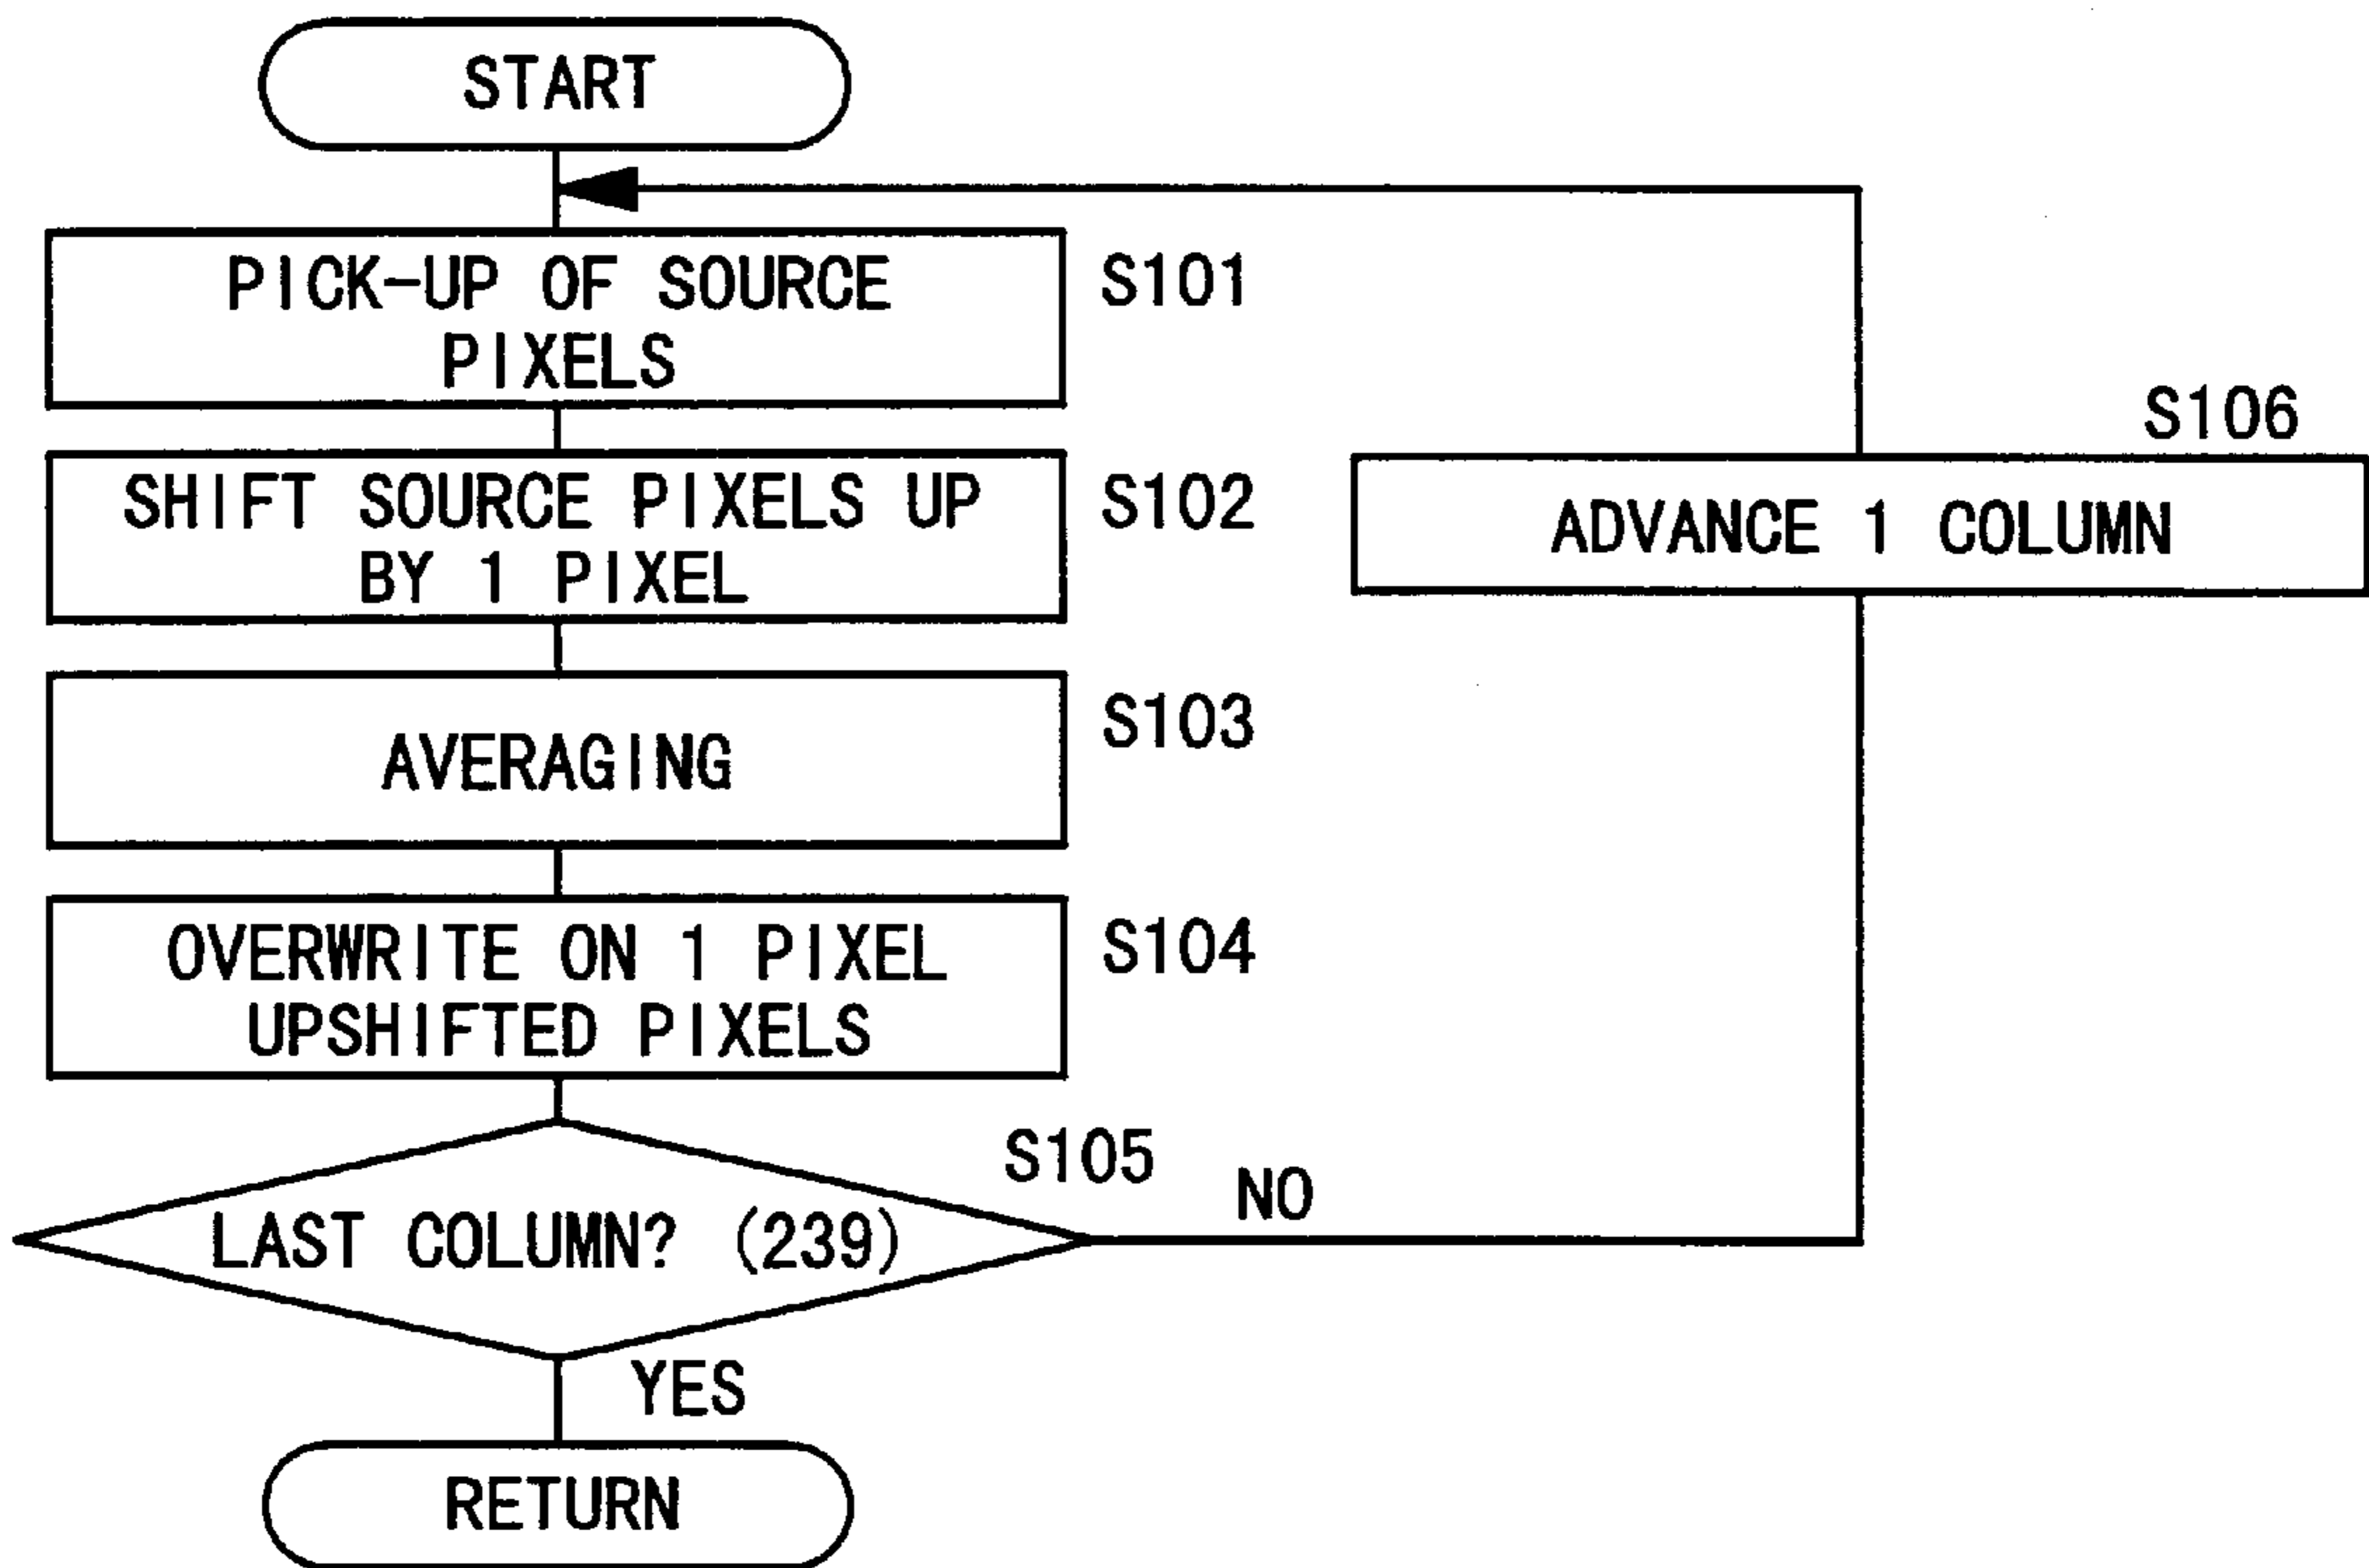 START
PICK-UP OF SOURCE
PIXELS
S101
SHIFT SOURCE PIXELS UP
BY 1 PIXEL
S102
S106
ADVANCE 1 COLUMN
AVERAGING
S103
OVERWRITE ON 1 PIXEL
UPSHIFTED PIXELS
S104
LAST COLUMN? (239)
S105
NO
YES
RETURN